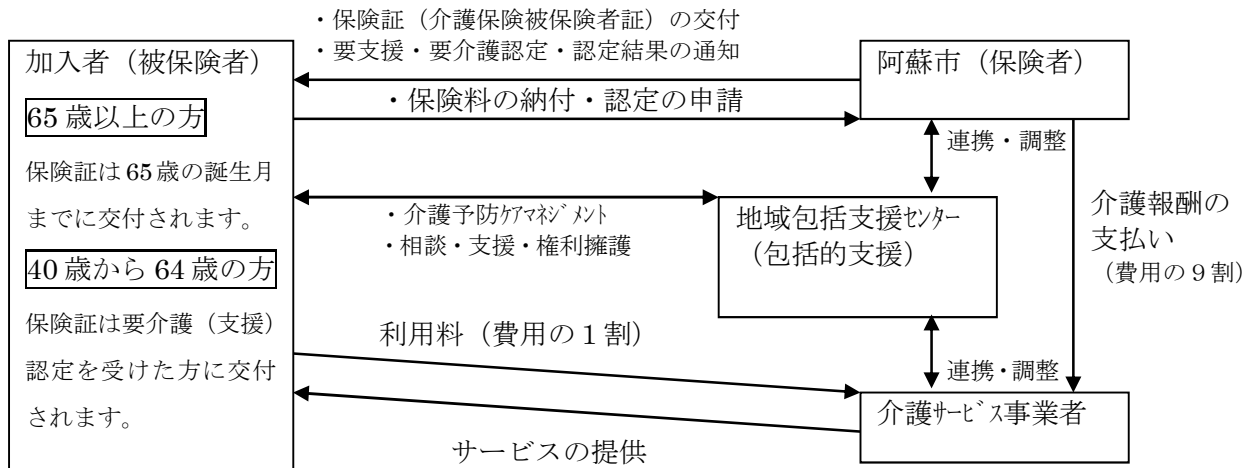 ・保険証（介護保険被保険者証）の交付
・要支援・要介護認定・認定結果の通知
加入者（被保険者）
65歳以上の方
保険証は65歳の誕生月
までに交付されます。
40歳から64歳の方
保険証は要介護（支援）
認定を受けた方に交付
されます。
阿蘇市（保険者）
・保険料の納付・認定の申請
連携・調整
・介護予防ｹｱﾏﾈｼﾞﾒﾝﾄ
・相談・支援・権利擁護
地域包括支援ｾﾝﾀｰ
（包括的支援）
介護報酬の
支払い
（費用の９割）
利用料（費用の１割）
連携・調整
介護ｻｰﾋﾞｽ事業者
サービスの提供